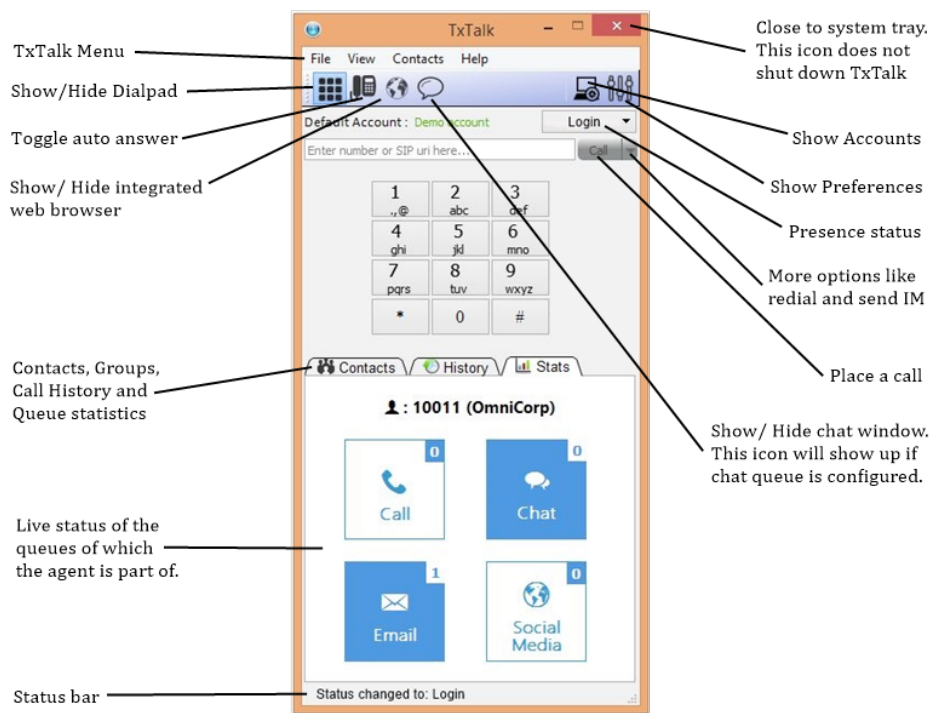 TxTalk
Close to system tray.
This icon does not
shut down TxTalk
TxTalk Menu
File View Contacts Help
Show/Hide Dialpad
Toggle auto answer
Default Account : Demo account
Login
Show Accounts
Enter number or SIP uri here...
Call
Show/ Hide integrated
web browser
Show Preferences
Presence status
More options like
redial and send IM
1 2 3
.,@ abc def
4 5 6
ghi jkl mno
7 8 9
pqrs tuv wxyz
* 0 #
Contacts, Groups,
Call History and
Queue statistics
Contacts History Stats
Place a call
: 10011 (OmniCorp)
Show/ Hide chat window.
This icon will show up if
chat queue is configured.
0 0
Call Chat
Live status of the
queues of which
the agent is part of.
1 0
Email Social
Media
Status bar
Status changed to: Login